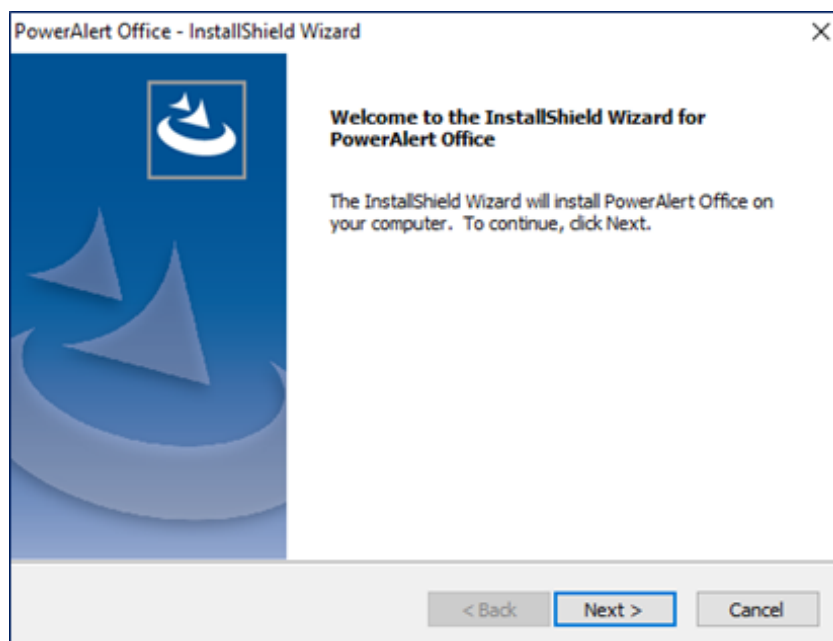 PowerAlert Office - InstallShield Wizard
Welcome to the InstallShield Wizard for
PowerAlert Office
The InstallShield Wizard will install PowerAlert Office on
your computer.  To continue, click Next.
< Back
Next >
Cancel